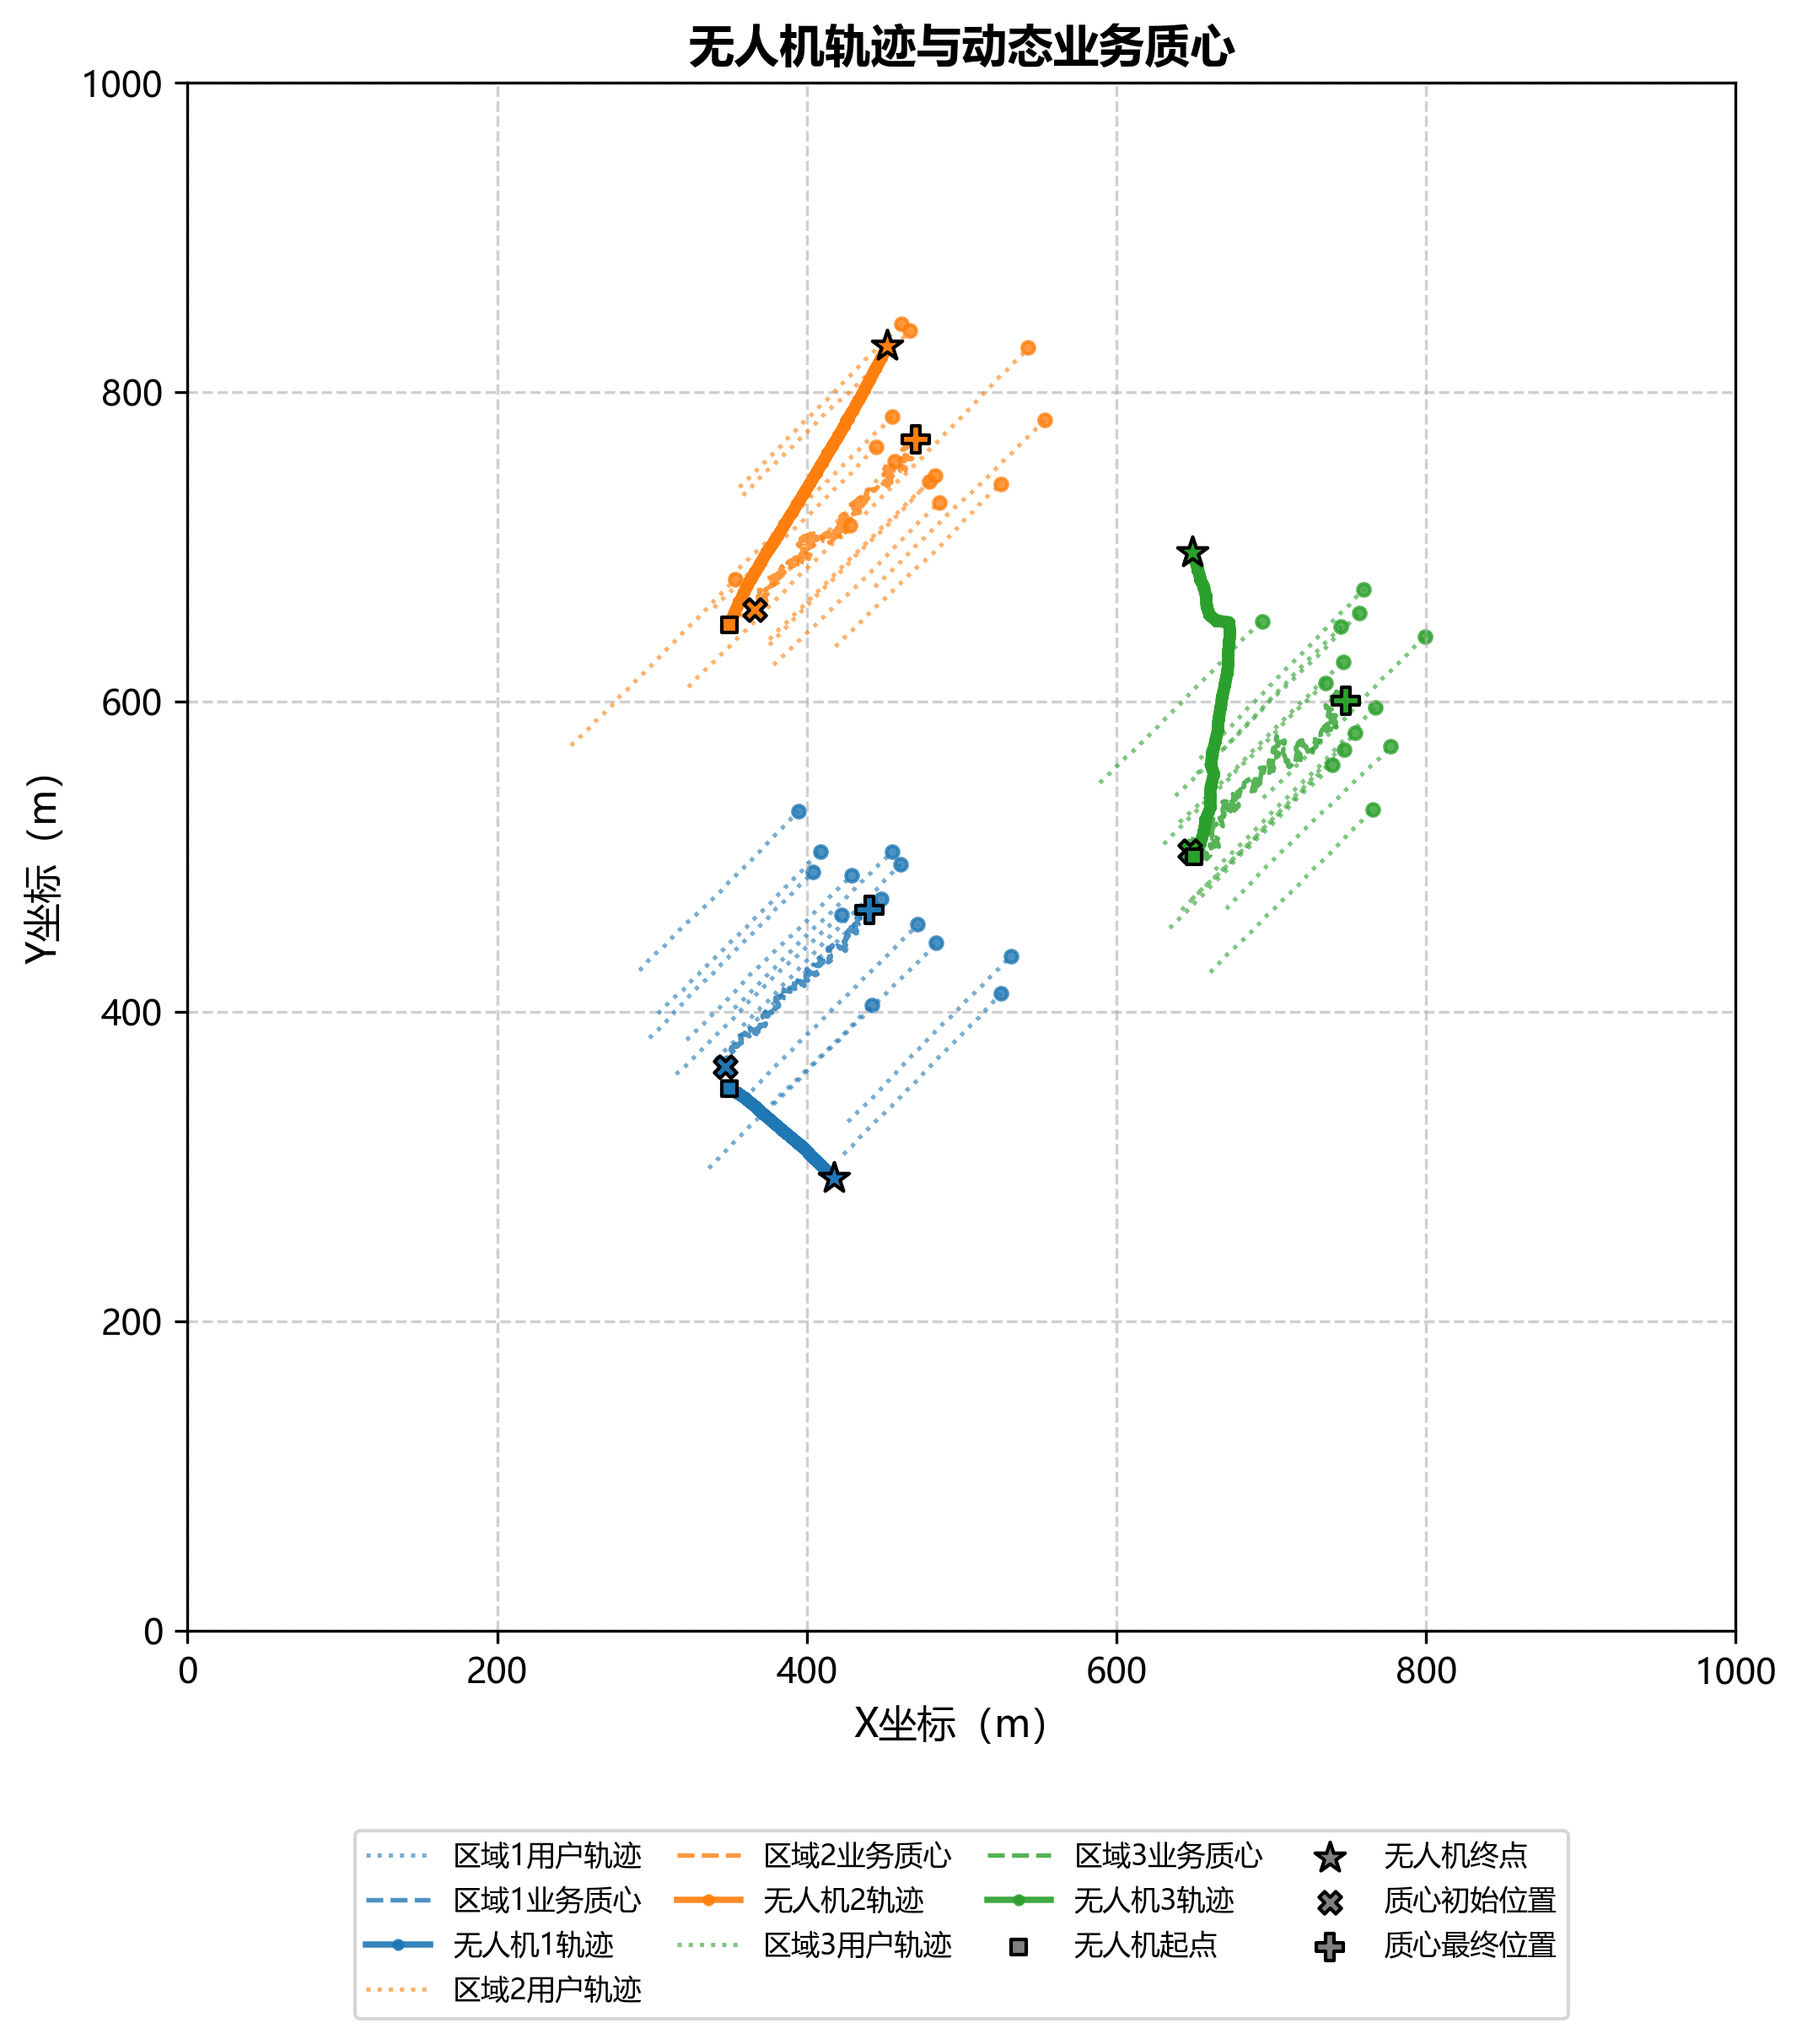 无人机轨迹与动态业务质心
1000
800
600
400
200
0
Y坐标（m）
0 200 400 600 800 1000
X坐标（m）
区域1用户轨迹
区域1业务质心
无人机1轨迹
区域2用户轨迹
区域2业务质心
无人机2轨迹
区域3用户轨迹
区域3业务质心
无人机3轨迹
无人机起点
无人机终点
质心初始位置
质心最终位置